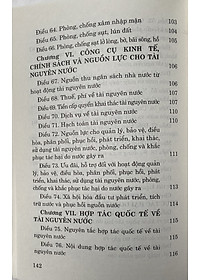 Điều 64. Phòng, chống xâm nhập mặn 103
Điều 65. Phòng, chống sụt, lún đất 104
Điều 66. Phòng, chống sạt lở lòng, bờ, bãi sông, hồ 104
Chương VI. CÔNG CỤ KINH TẾ,
CHÍNH SÁCH VÀ NGUỒN LỰC CHO TÀI
NGUYÊN NƯỚC 106
Điều 67. Nguồn thu ngân sách nhà nước từ
hoạt động tài nguyên nước
Điều 68. Thuế, phí về tài nguyên nước
Điều 69. Tiền cấp quyền khai thác tài nguyên nước
Điều 70. Dịch vụ về tài nguyên nước
Điều 71. Hạch toán tài nguyên nước
Điều 72. Nguồn lực cho quản lý, bảo vệ, điều
hòa, phân phối, phục hồi, phát triển, khai thác,
sử dụng tài nguyên nước, phòng, chống và khắc
phục tác hại do nước gây ra
Điều 73. Ưu đãi, hỗ trợ đối với hoạt động quản
lý, bảo vệ, điều hòa, phân phối, phục hồi, phát
triển, khai thác, sử dụng tài nguyên nước, phòng,
chống và khắc phục tác hại do nước gây ra
Điều 74. Xã hội hóa đầu tư phát triển, tích
trữ nước và phục hồi nguồn nước
Chương VII. HỢP TÁC QUỐC TẾ VỀ
TÀI NGUYÊN NƯỚC 115
Điều 75. Nguyên tắc hợp tác quốc tế về tài
nguyên nước 115
Điều 76. Nội dung hợp tác quốc tế về tài
nguyên nước 116
142